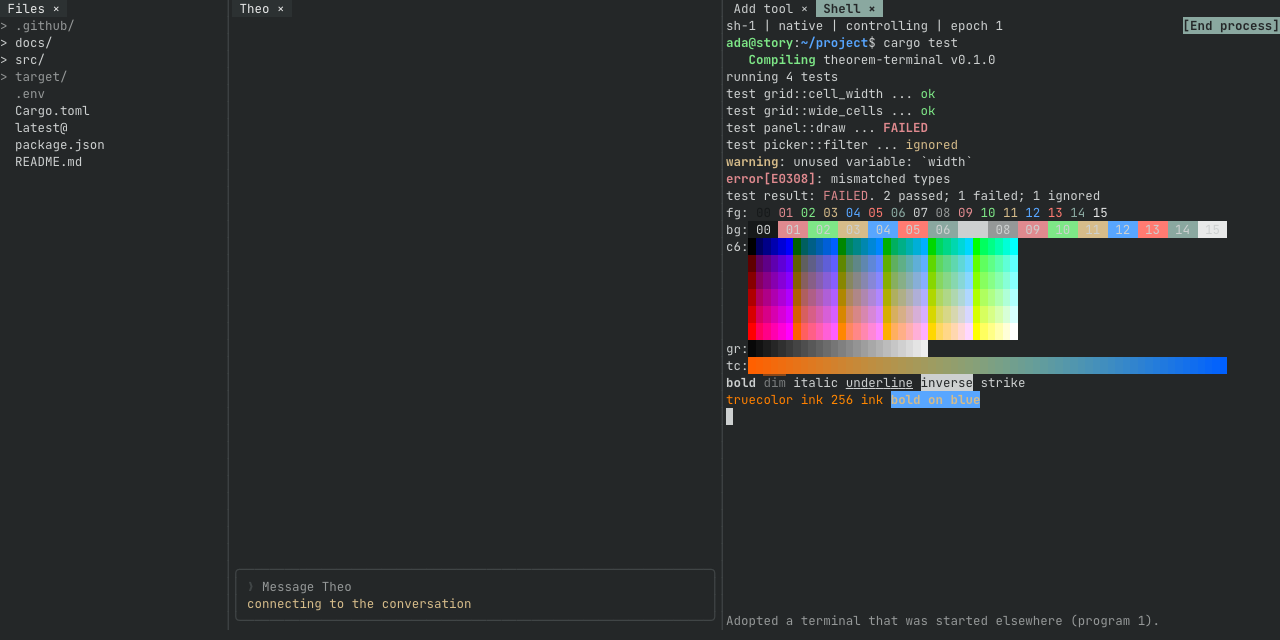 Files ×
> .github/
> docs/
> src/
> target/
.env
Cargo.toml
latest@
package.json
README.md
Theo ×
⟩ Message Theo
connecting to the conversation
Add tool × Shell ×
sh-1 | native | controlling | epoch 1 [End process]
ada@story:~/project$ cargo test
Compiling theorem-terminal v0.1.0
running 4 tests
test grid::cell_width ... ok
test grid::wide_cells ... ok
test panel::draw ... FAILED
test picker::filter ... ignored
warning: unused variable: `width`
error[E0308]: mismatched types
test result: FAILED. 2 passed; 1 failed; 1 ignored
fg: 00 01 02 03 04 05 06 07 08 09 10 11 12 13 14 15
bg: 00 01 02 03 04 05 06 08 09 10 11 12 13 14 15
c6:
gr:
tc:
bold dim italic underline inverse strike
truecolor ink 256 ink bold on blue
Adopted a terminal that was started elsewhere (program 1).